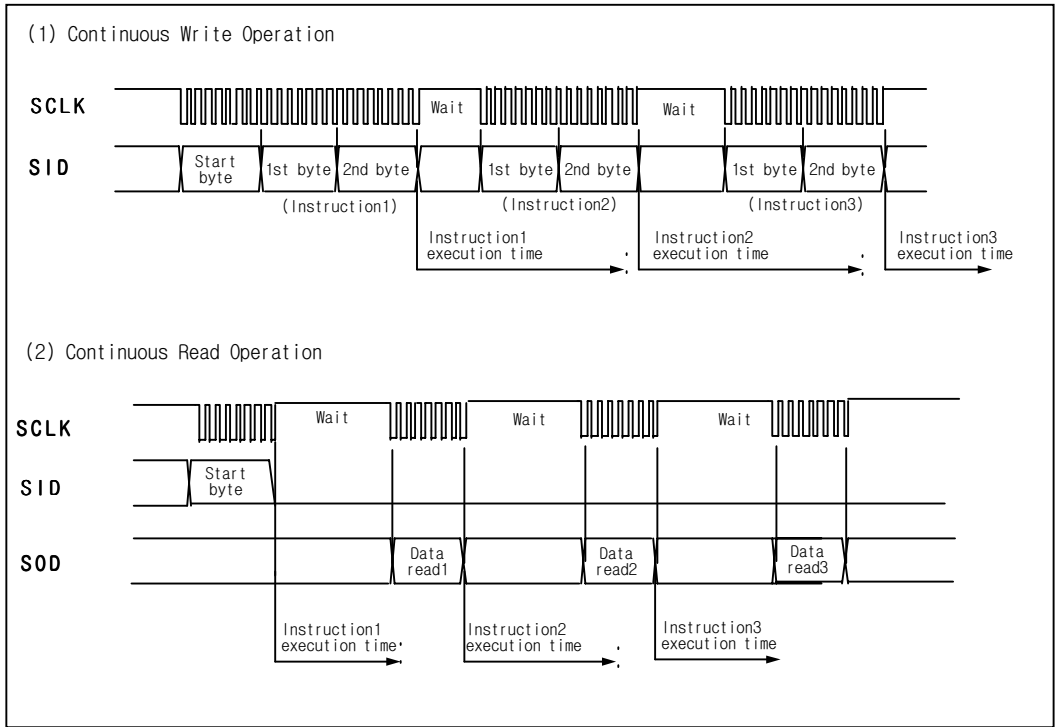 (1) Continuous Write Operation
SCLK
Wait
Wait
SID
Start
byte
1st byte
2nd byte
1st byte
2nd byte
1st byte
2nd byte
(Instruction1)
(Instruction2)
(Instruction3)
Instruction1
execution time
Instruction2
execution time
Instruction3
execution time
(2) Continuous Read Operation
SCLK
Wait
Wait
Wait
SID
Start
byte
SOD
Data
read1
Data
read2
Data
read3
Instruction1
execution time
Instruction2
execution time
Instruction3
execution time